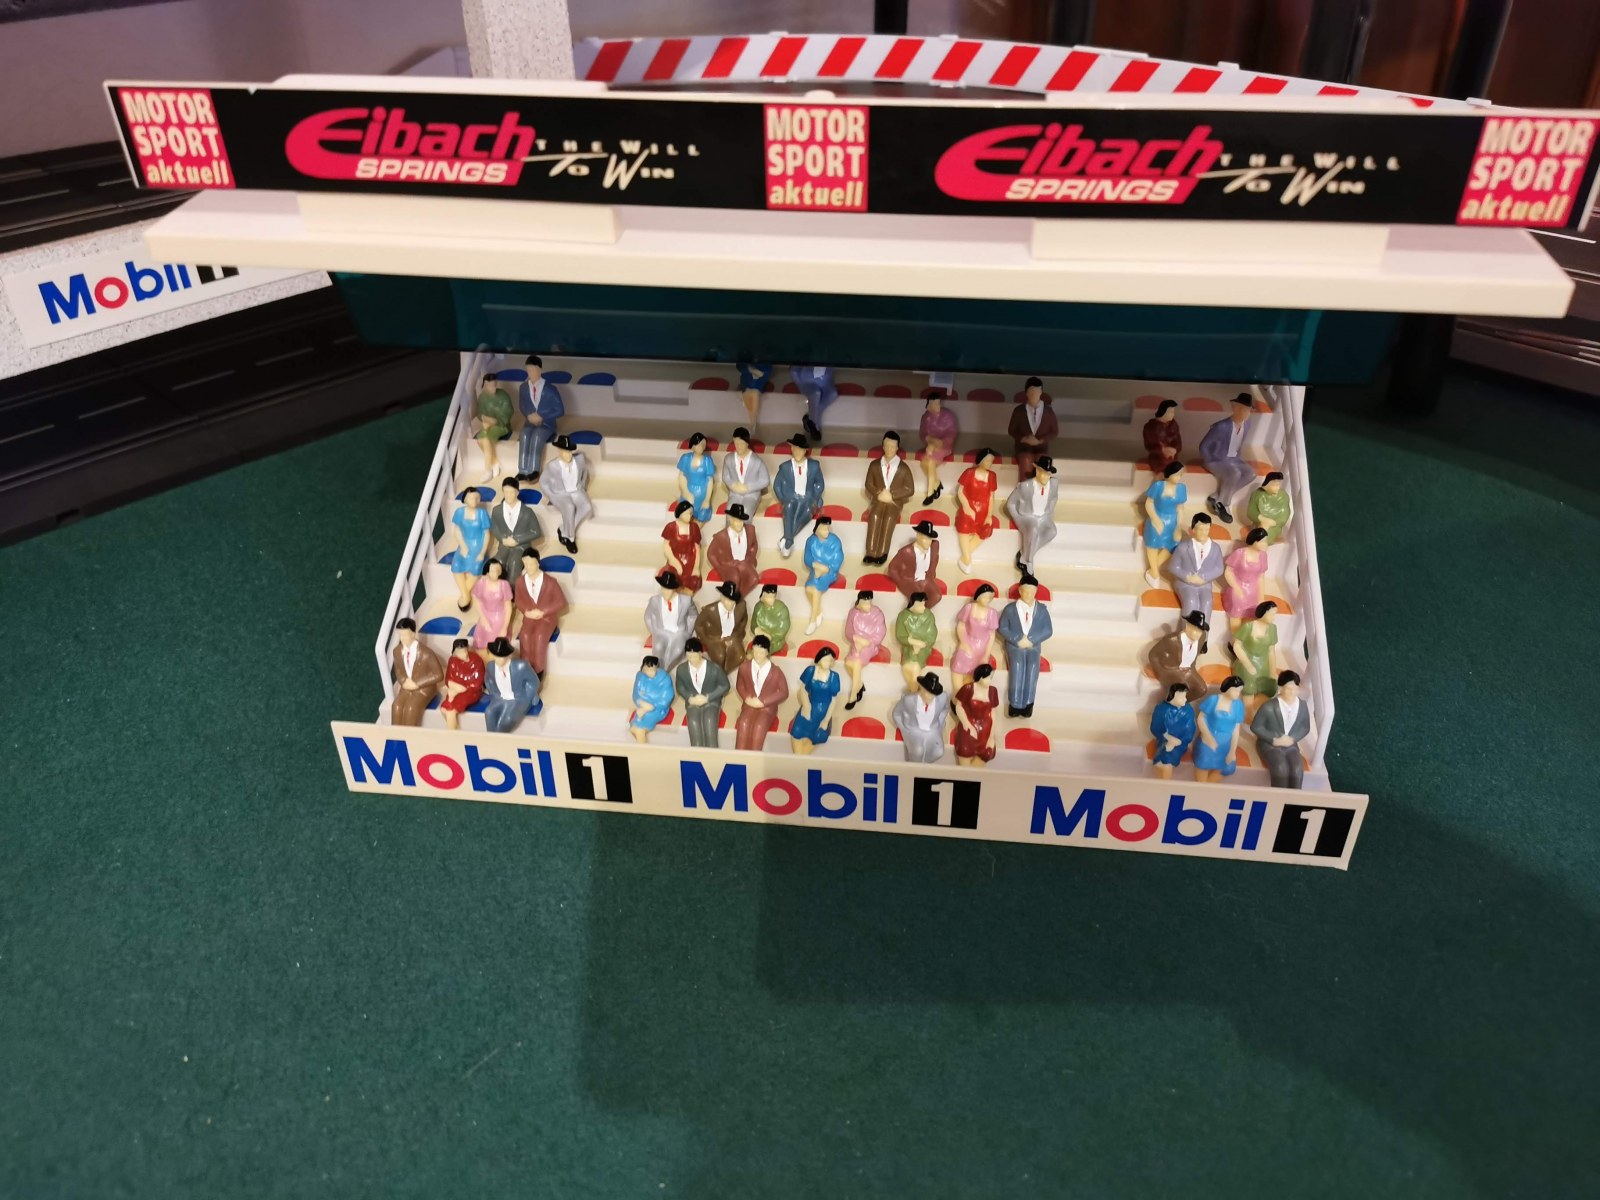 MOTOR
SPORT
aktuell
Eibach
SPRINGS
THE WILL
TO WIN
MOTOR
SPORT
aktuell
Eibach
SPRINGS
THE WILL
TO WIN
MOTOR
SPORT
aktuell
Mobil 1
Mobil 1
Mobil 1
Mobil 1